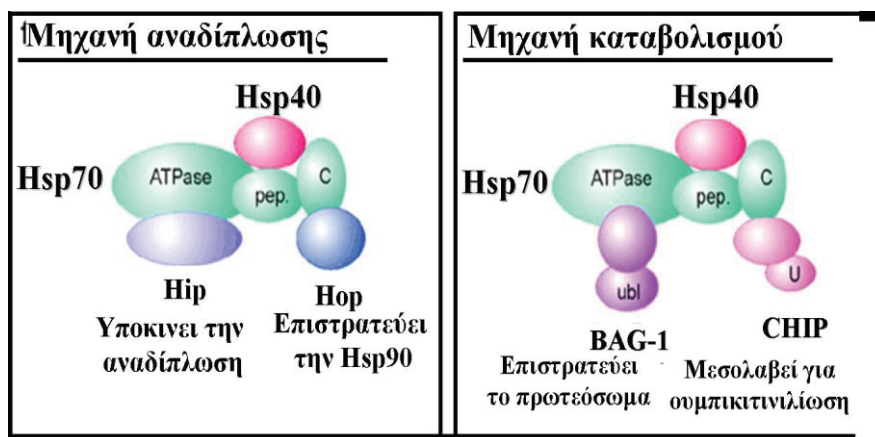 Μηχανή αναδίπλωσης
Hsp40
Hsp70
ATPase
pep.
C
Hip
Υποκινει την
αναδίπλωση
Hop
Επιστρατεύει
την Hsp90
Μηχανή καταβολισμού
Hsp40
Hsp70
ATPase
pep.
C
ubl
U
BAG-1
Επιστρατεύει
το πρωτεόσωμα
CHIP
Μεσολαβεί για
ουμπικιτινιλίωση